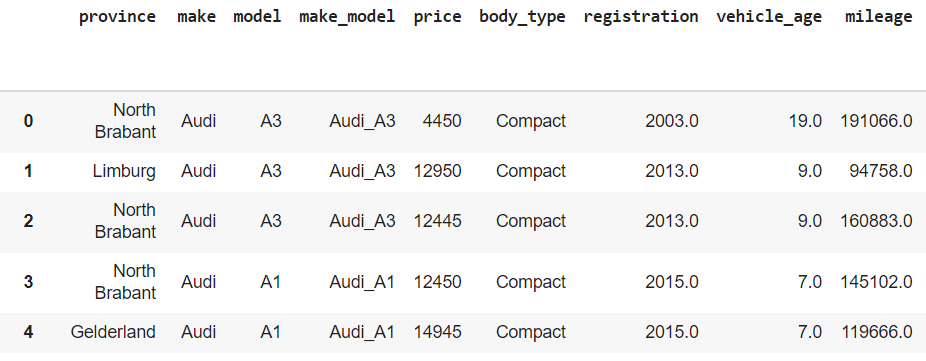 province make model make_model price body_type registration vehicle_age mileage
0 North Brabant Audi A3 Audi_A3 4450 Compact 2003.0 19.0 191066.0
1 Limburg Audi A3 Audi_A3 12950 Compact 2013.0 9.0 94758.0
2 North Brabant Audi A3 Audi_A3 12445 Compact 2013.0 9.0 160883.0
3 North Brabant Audi A1 Audi_A1 12450 Compact 2015.0 7.0 145102.0
4 Gelderland Audi A1 Audi_A1 14945 Compact 2015.0 7.0 119666.0